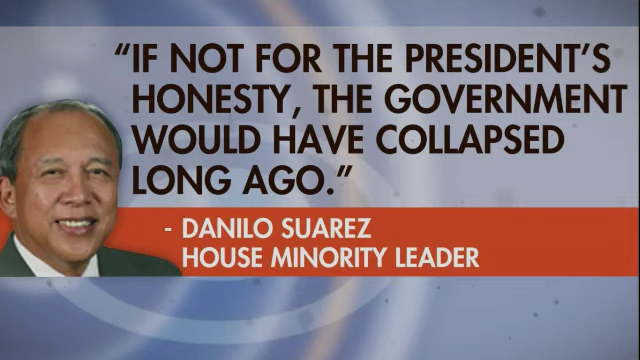 “IF NOT FOR THE PRESIDENT’S
HONESTY, THE GOVERNMENT
WOULD HAVE COLLAPSED
LONG AGO.”
- DANILO SUAREZ
HOUSE MINORITY LEADER